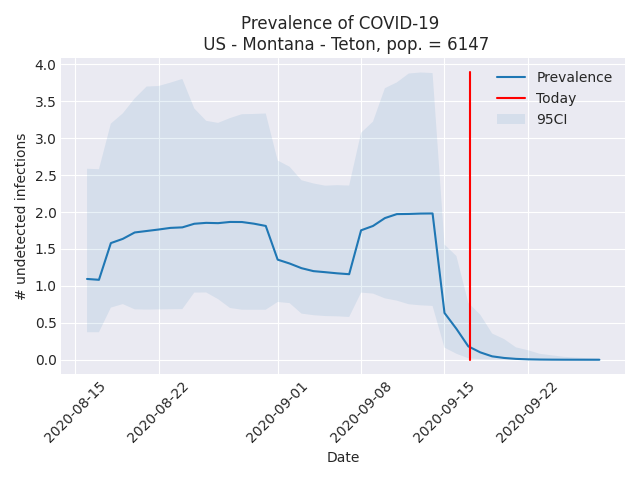 Prevalence of COVID-19
US - Montana - Teton, pop. = 6147
4.0
3.5
3.0
2.5
2.0
1.5
1.0
0.5
0.0
# undetected infections
Prevalence
Today
95CI
2020-08-15
2020-08-22
2020-09-01
2020-09-08
2020-09-15
2020-09-22
Date